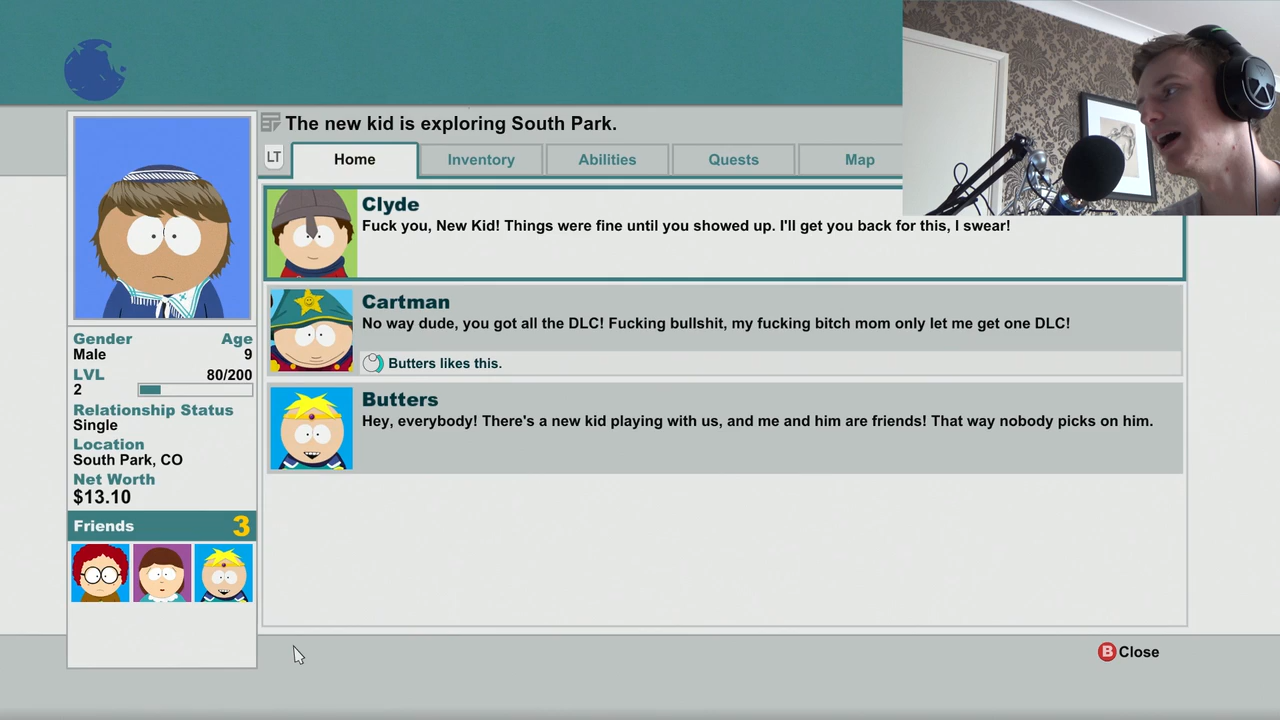 The new kid is exploring South Park.
LT
Home
Inventory
Abilities
Quests
Map
Clyde
Fuck you, New Kid! Things were fine until you showed up. I'll get you back for this, I swear!
Cartman
No way dude, you got all the DLC! Fucking bullshit, my fucking bitch mom only let me get one DLC!
Butters likes this.
Butters
Hey, everybody! There's a new kid playing with us, and me and him are friends! That way nobody picks on him.
Gender Age
Male 9
LVL 80/200
2
Relationship Status
Single
Location
South Park, CO
Net Worth
$13.10
Friends 3
B Close